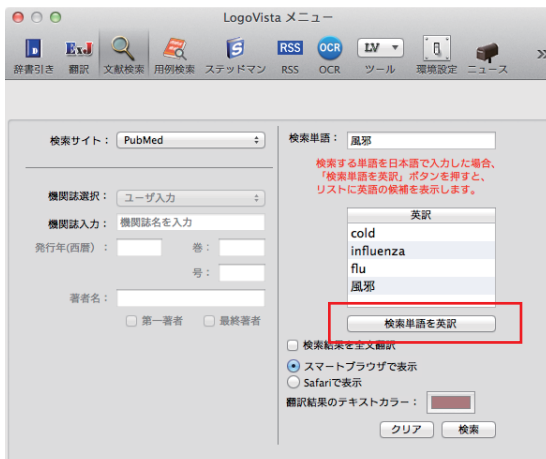 LogoVista メニュー
ExJ RSS OCR LV
辞書引き 翻訳 文献検索 用例検索 ステッドマン RSS OCR ツール 環境設定 ニュース
検索サイト： PubMed
機関誌選択： ユーザ入力
機関誌入力： 機関誌名を入力
発行年(西暦)： 巻：
号：
著者名：
第一著者 最終著者
検索単語： 風邪
検索する単語を日本語で入力した場合、
「検索単語を英訳」ボタンを押すと、
リストに英語の候補を表示します。
英訳
cold
influenza
flu
風邪
検索単語を英訳
検索結果を全文翻訳
スマートブラウザで表示
Safariで表示
翻訳結果のテキストカラー：
クリア 検索